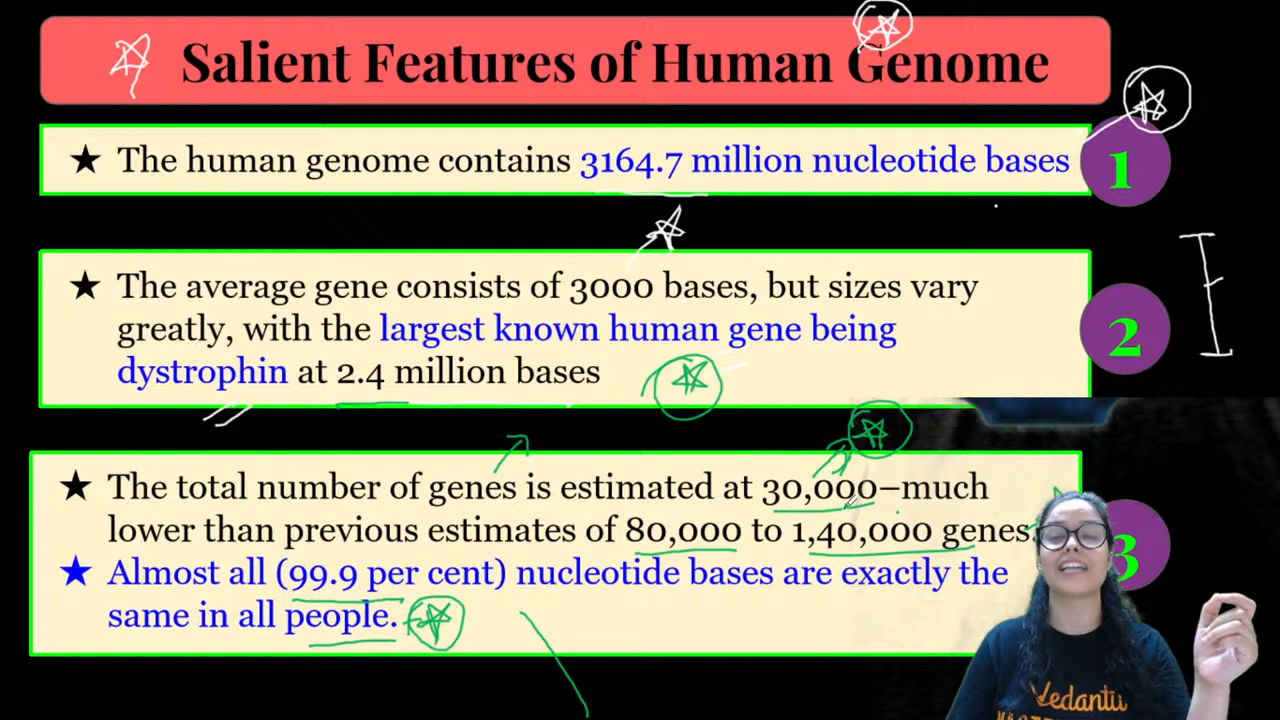 Salient Features of Human Genome
★ The human genome contains 3164.7 million nucleotide bases
1
★ The average gene consists of 3000 bases, but sizes vary
greatly, with the largest known human gene being
dystrophin at 2.4 million bases
2
★ The total number of genes is estimated at 30,000–much
lower than previous estimates of 80,000 to 1,40,000 genes.
★ Almost all (99.9 per cent) nucleotide bases are exactly the
same in all people.
3
Vedantu